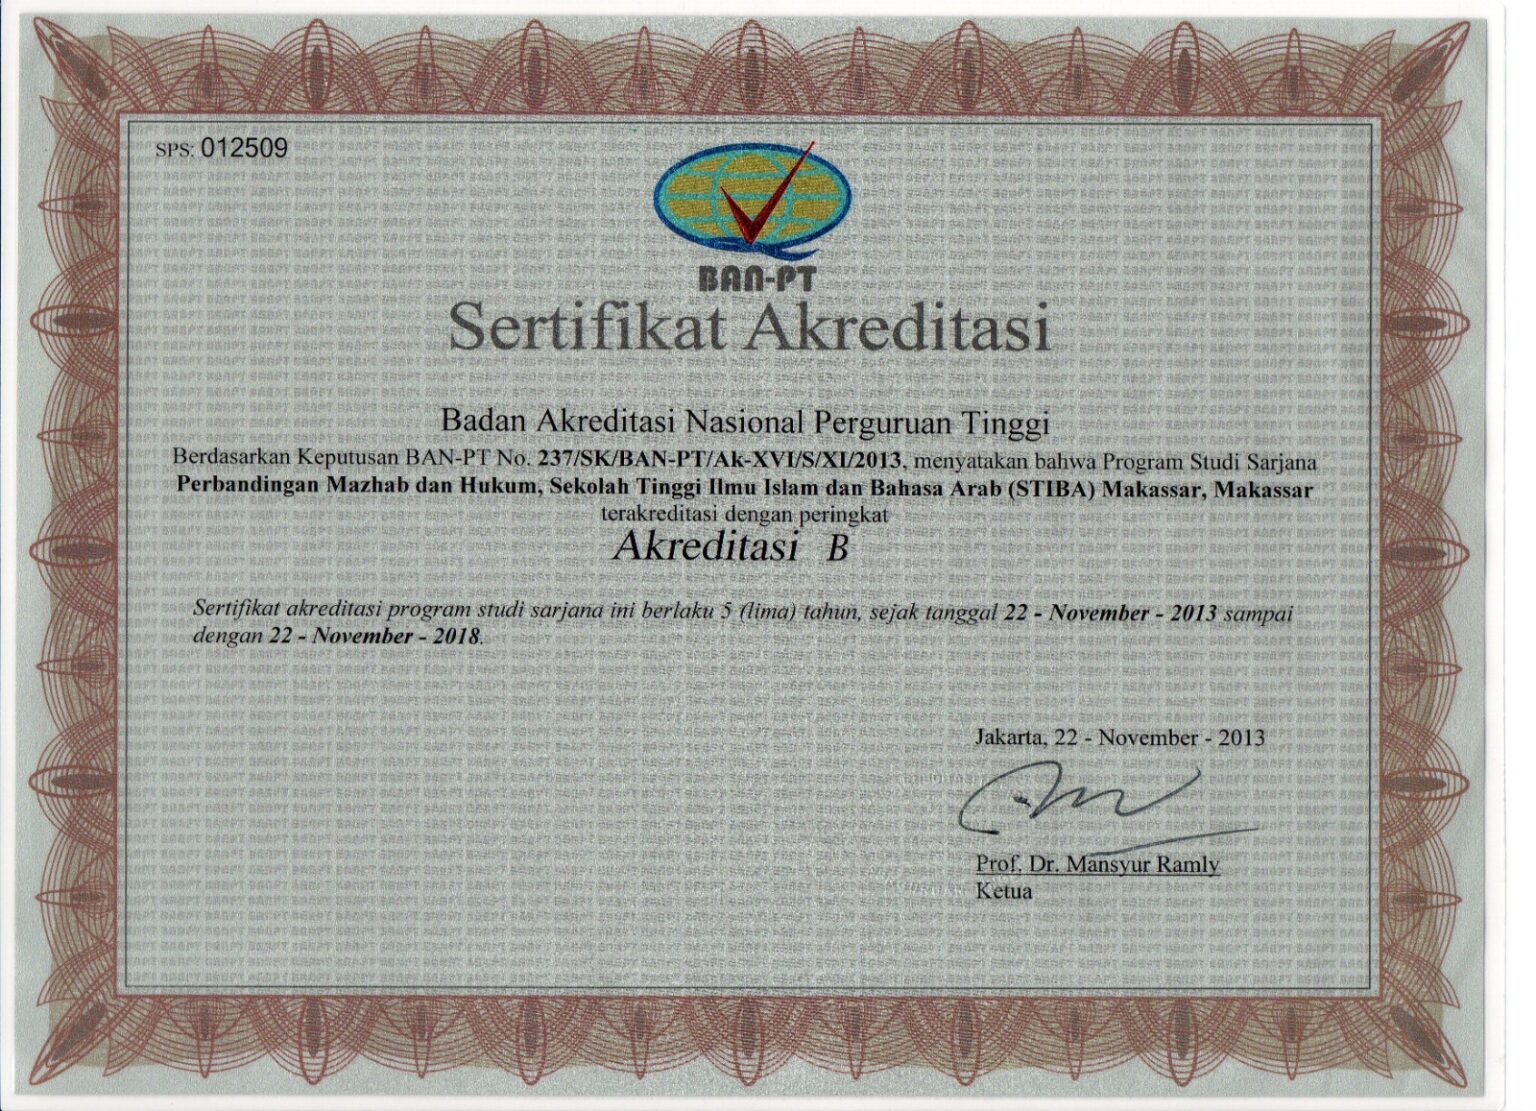 SPS: 012509
BAN-PT
Sertifikat Akreditasi
Badan Akreditasi Nasional Perguruan Tinggi
Berdasarkan Keputusan BAN-PT No. 237/SK/BAN-PT/Ak-XVI/S/XI/2013, menyatakan bahwa Program Studi Sarjana
Perbandingan Mazhab dan Hukum, Sekolah Tinggi Ilmu Islam dan Bahasa Arab (STIBA) Makassar, Makassar
terakreditasi dengan peringkat
Akreditasi B
Sertifikat akreditasi program studi sarjana ini berlaku 5 (lima) tahun, sejak tanggal 22 - November - 2013 sampai
dengan 22 - November - 2018.
Jakarta, 22 - November - 2013
Prof. Dr. Mansyur Ramly
Ketua